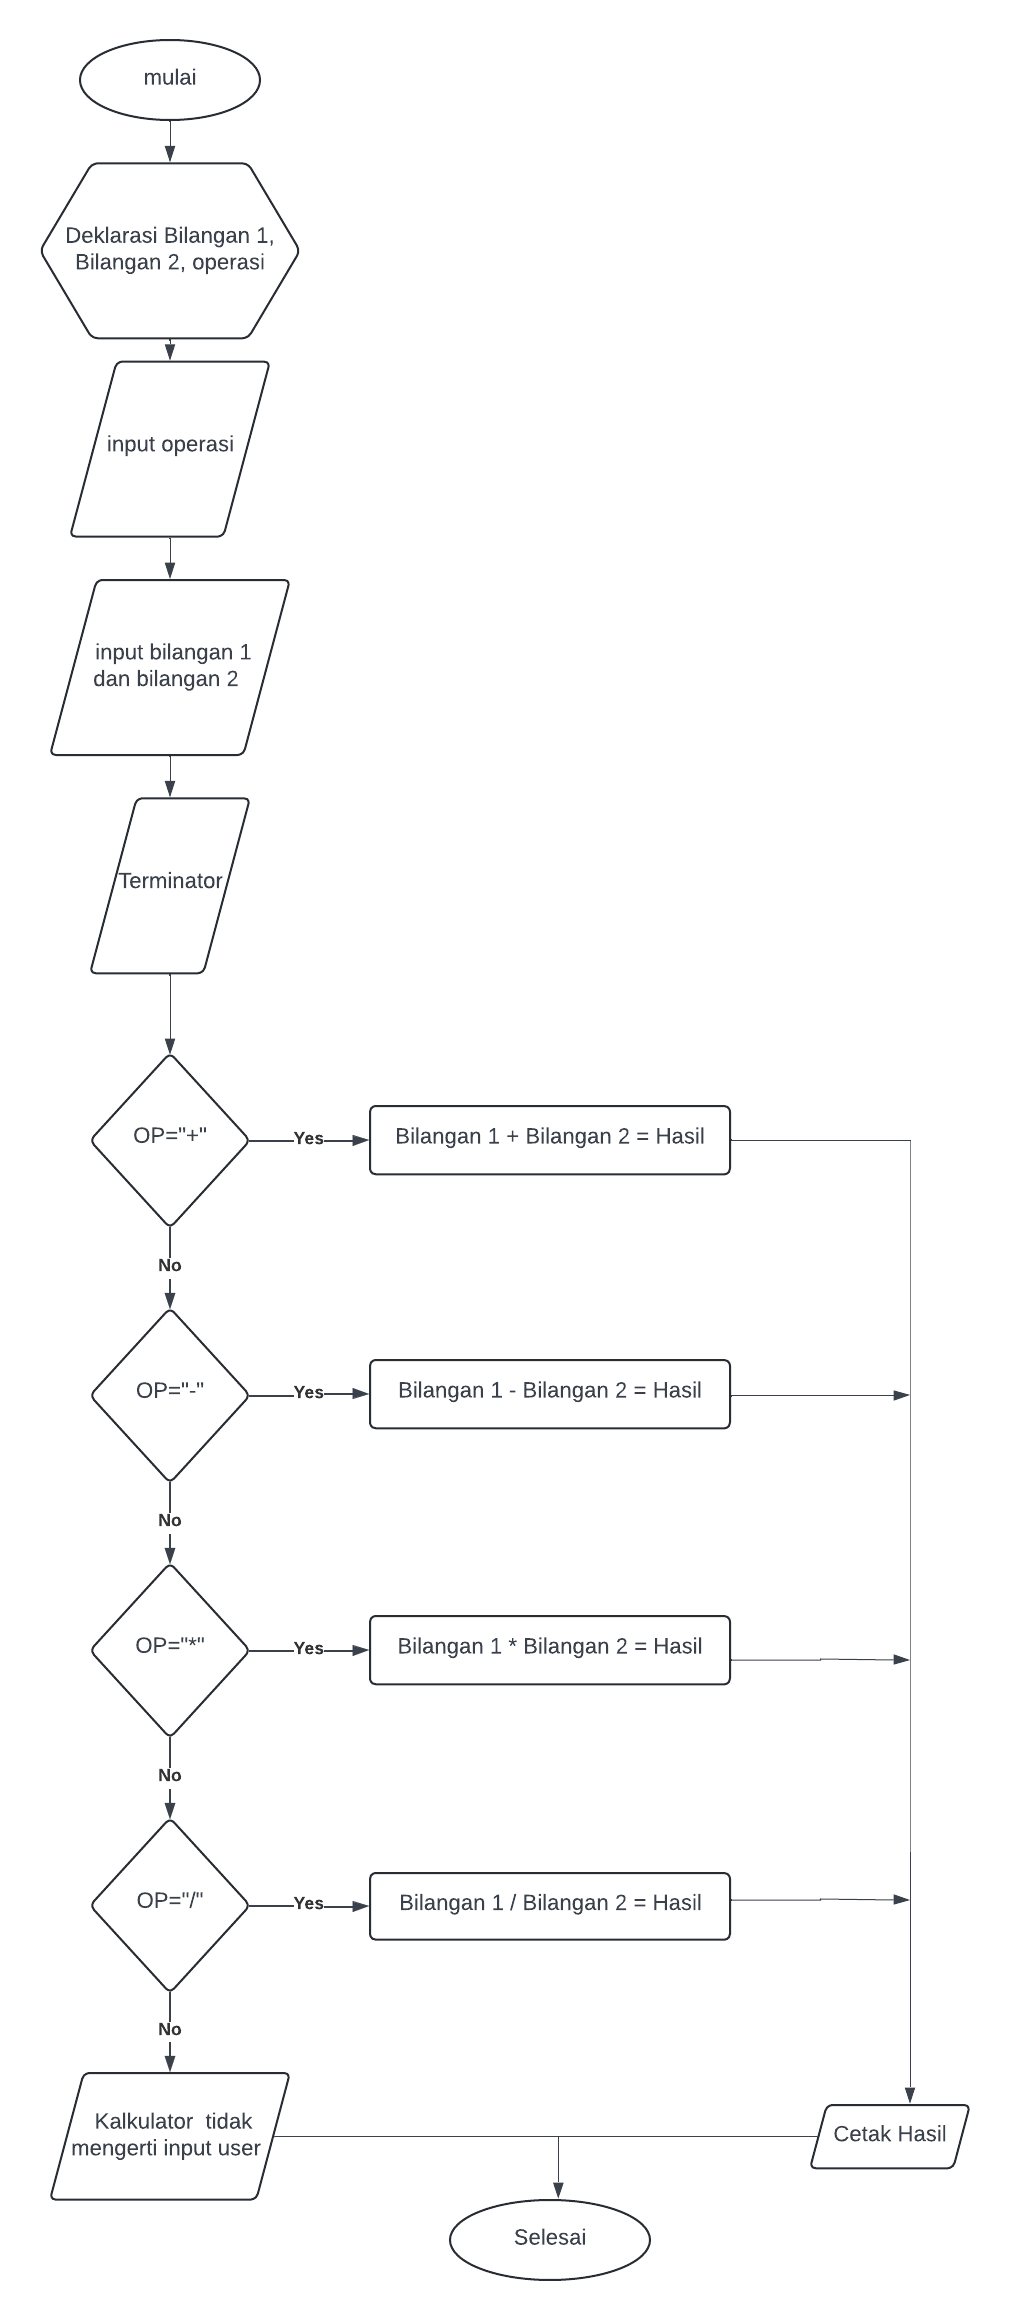 mulai
Deklarasi Bilangan 1,
Bilangan 2, operasi
input operasi
input bilangan 1
dan bilangan 2
Terminator
OP="+"
Yes
Bilangan 1 + Bilangan 2 = Hasil
No
OP="-"
Yes
Bilangan 1 - Bilangan 2 = Hasil
No
OP="*"
Yes
Bilangan 1 * Bilangan 2 = Hasil
No
OP="/"
Yes
Bilangan 1 / Bilangan 2 = Hasil
No
Kalkulator  tidak
mengerti input user
Cetak Hasil
Selesai